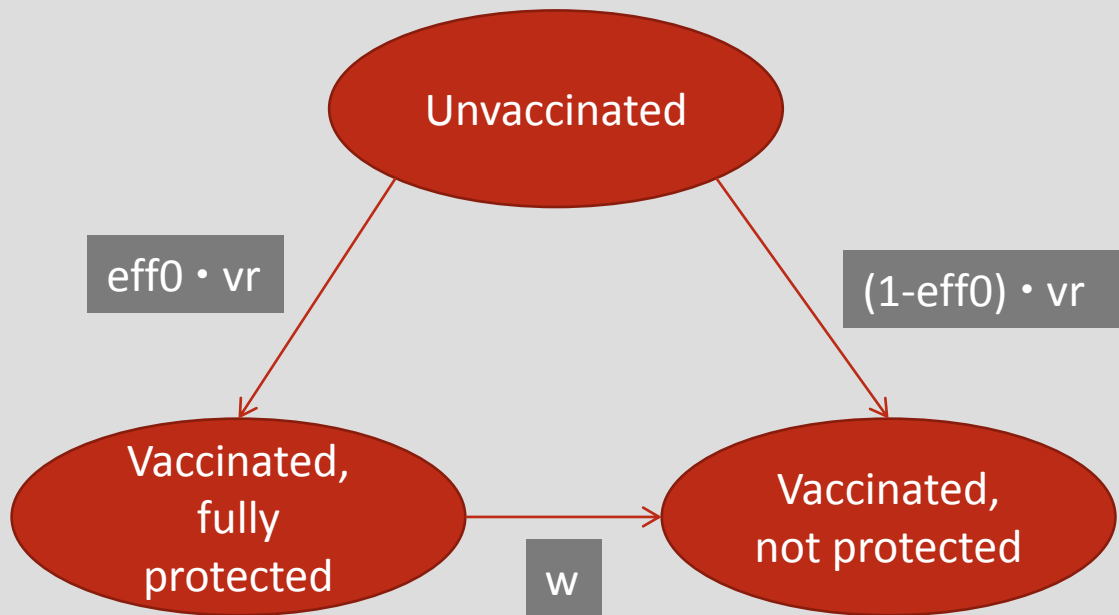 Unvaccinated
eff0 • vr
(1-eff0) • vr
Vaccinated,
fully
protected
Vaccinated,
not protected
w